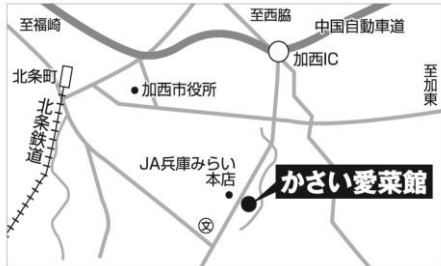 至福崎
至西脇
中国自動車道
加西IC
至加東
北条町
加西市役所
北条鉄道
JA兵庫みらい
本店
かさい愛菜館
文